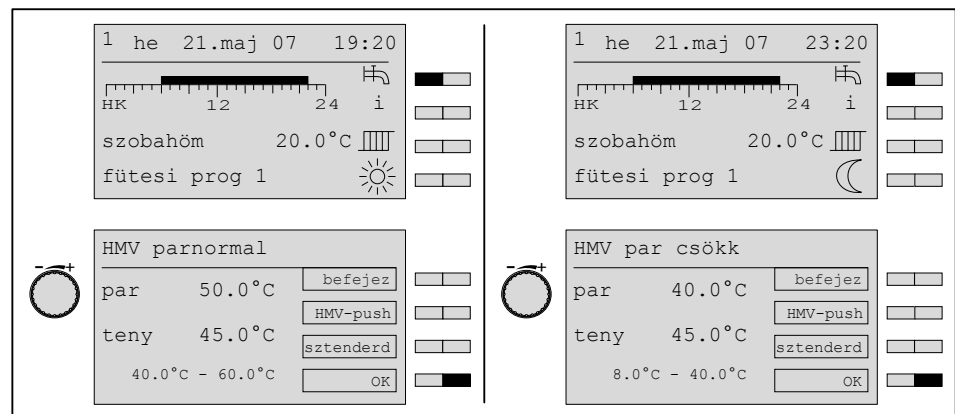 1 he 21.maj 07 19:20
HK 12 24 i
szobahöm 20.0°C
fütesi prog 1
HMV parnormal
- +
par 50.0°C
befejez
HMV-push
teny 45.0°C
sztenderd
40.0°C - 60.0°C
OK
1 he 21.maj 07 23:20
HK 12 24 i
szobahöm 20.0°C
fütesi prog 1
HMV par csökk
- +
par 40.0°C
befejez
HMV-push
teny 45.0°C
sztenderd
8.0°C - 40.0°C
OK